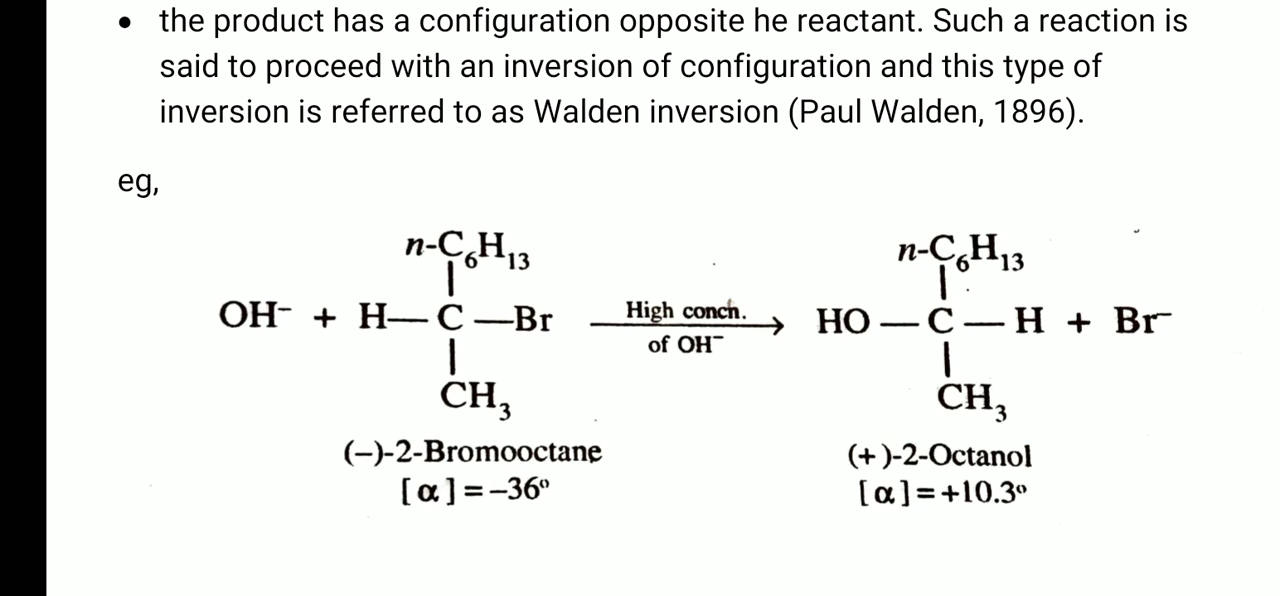 • the product has a configuration opposite he reactant. Such a reaction is
said to proceed with an inversion of configuration and this type of
inversion is referred to as Walden inversion (Paul Walden, 1896).
eg,
n-C₆H₁₃ n-C₆H₁₃
| |
OH⁻ + H—C—Br High concn. HO—C—H + Br⁻
of OH⁻
| |
CH₃ CH₃
(–)-2-Bromooctane (+)-2-Octanol
[α]=–36º [α]=+10.3º